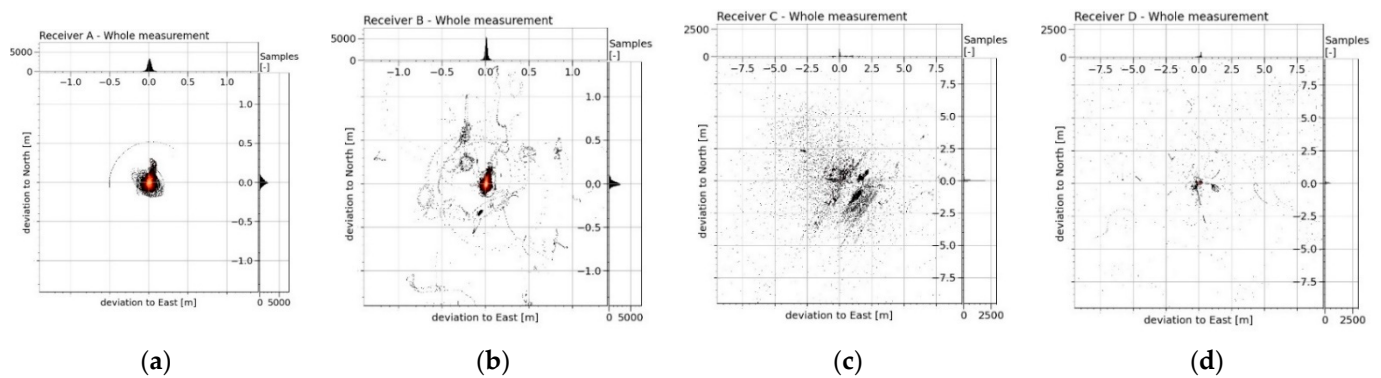 Receiver A - Whole measurement
5000
0
Samples
[-]
−1.0 −0.5 0.0 0.5 1.0
1.0
0.5
0.0
−0.5
−1.0
deviation to North [m]
deviation to East [m]
0 5000
(a)
Receiver B - Whole measurement
5000
0
Samples
[-]
−1.0 −0.5 0.0 0.5 1.0
1.0
0.5
0.0
−0.5
−1.0
deviation to North [m]
deviation to East [m]
0 5000
(b)
Receiver C - Whole measurement
2500
0
Samples
[-]
−7.5 −5.0 −2.5 0.0 2.5 5.0 7.5
7.5
5.0
2.5
0.0
−2.5
−5.0
−7.5
deviation to North [m]
deviation to East [m]
0 2500
(c)
Receiver D - Whole measurement
2500
0
Samples
[-]
−7.5 −5.0 −2.5 0.0 2.5 5.0 7.5
7.5
5.0
2.5
0.0
−2.5
−5.0
−7.5
deviation to North [m]
deviation to East [m]
0 2500
(d)